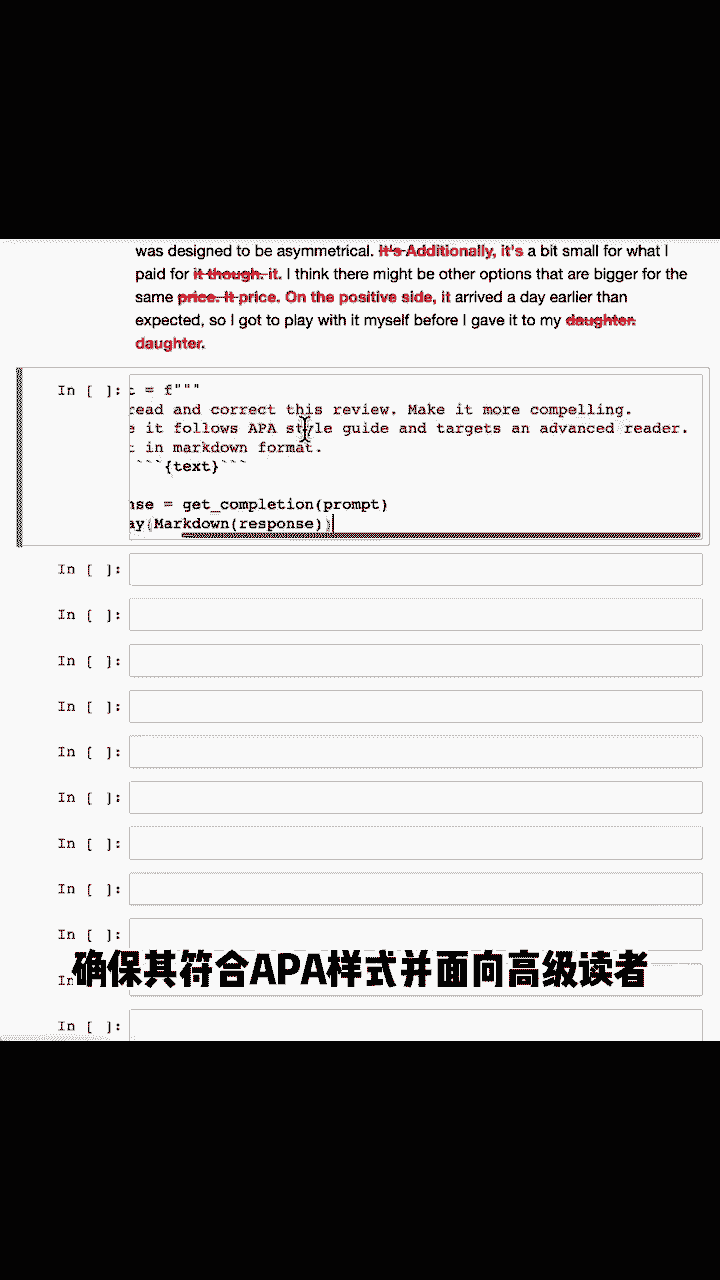 was designed to be asymmetrical. It's Additionally, it's a bit small for what I
paid for it though. it. I think there might be other options that are bigger for the
same price. It price. On the positive side, it arrived a day earlier than
expected, so I got to play with it myself before I gave it to my daughter.
daughter.
In [ ]: t = f"""
read and correct this review. Make it more compelling.
e it follows APA style guide and targets an advanced reader.
t in markdown format.
```{text}```
nse = get_completion(prompt)
ay(Markdown(response))
In [ ]:
In [ ]:
In [ ]:
In [ ]:
In [ ]:
In [ ]:
In [ ]:
In [ ]:
In [ ]:
确保其符合APA样式并面向高级读者
In
In [ ]: